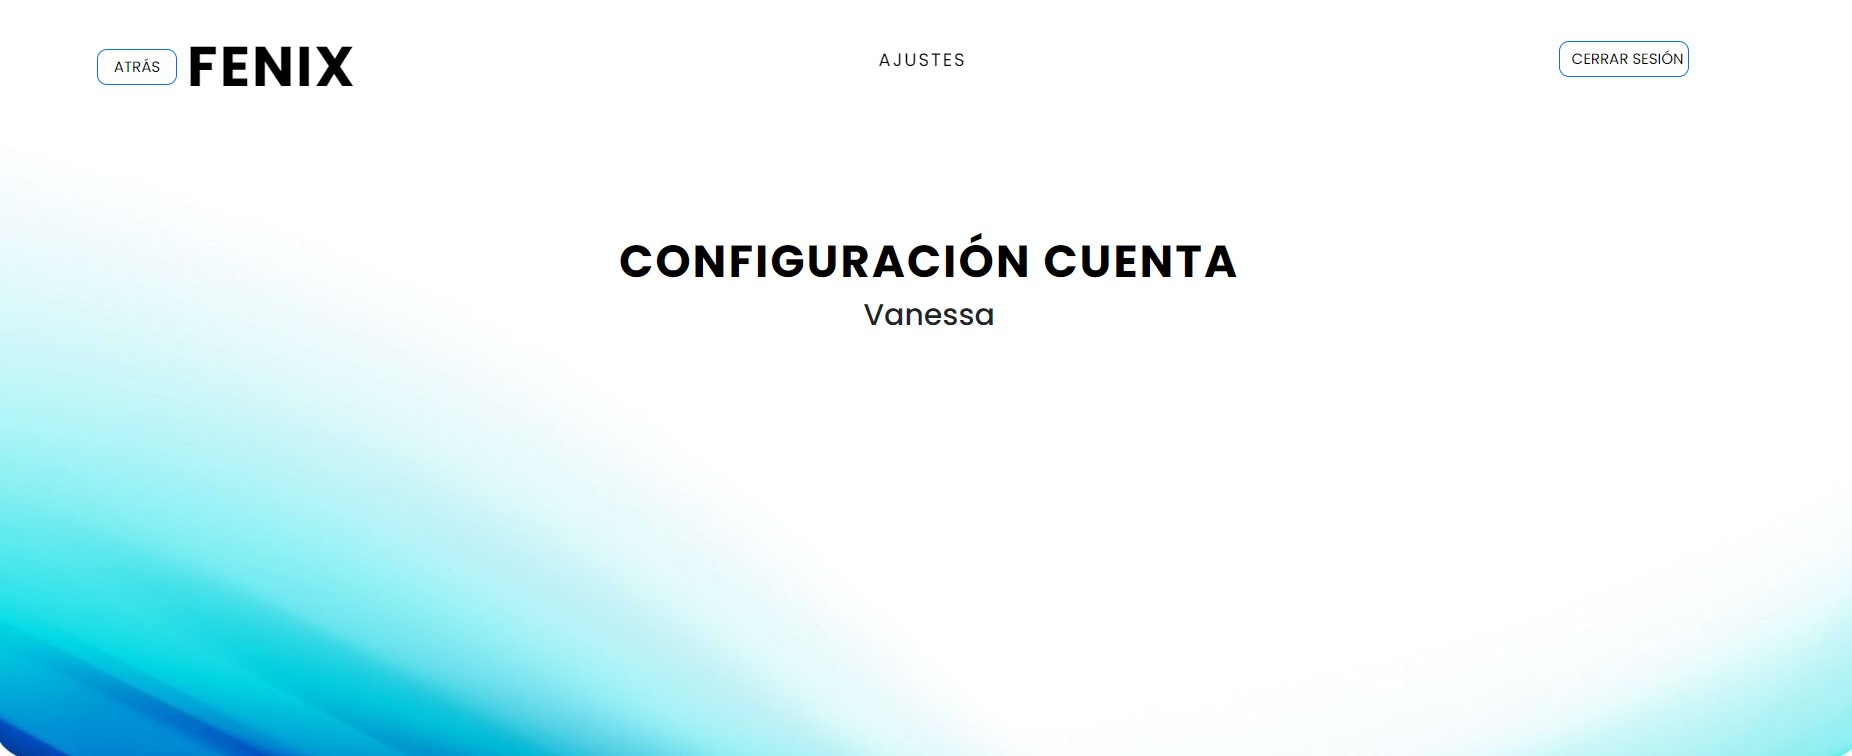 ATRÁS FENIX AJUSTES CERRAR SESIÓN
CONFIGURACIÓN CUENTA
Vanessa